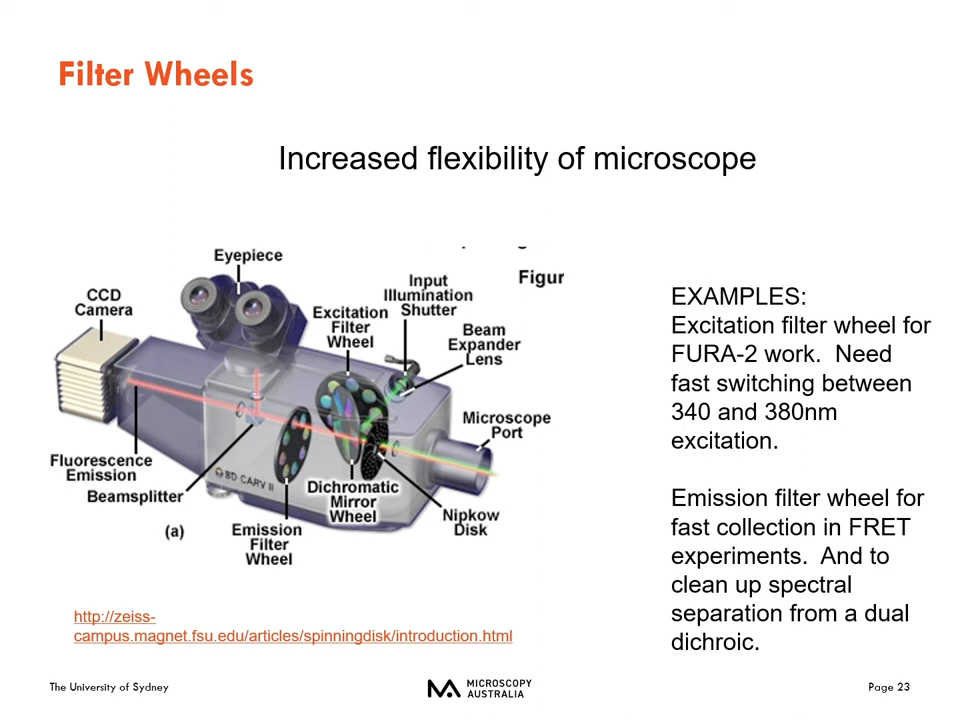 Filter Wheels
Increased flexibility of microscope
Figur
Eyepiece
CCD
Camera
Input
Illumination
Shutter
Excitation
Filter
Wheel
Beam
Expander
Lens
Microscope
Port
Fluorescence
Emission
Beamsplitter
BD CARV II
Dichromatic
Mirror
Wheel
Nipkow
Disk
(a)
Emission
Filter
Wheel
EXAMPLES:
Excitation filter wheel for
FURA-2 work.  Need
fast switching between
340 and 380nm
excitation.
Emission filter wheel for
fast collection in FRET
experiments.  And to
clean up spectral
separation from a dual
dichroic.
http://zeiss-
campus.magnet.fsu.edu/articles/spinningdisk/introduction.html
The University of Sydney
MICROSCOPY
AUSTRALIA
Page 23